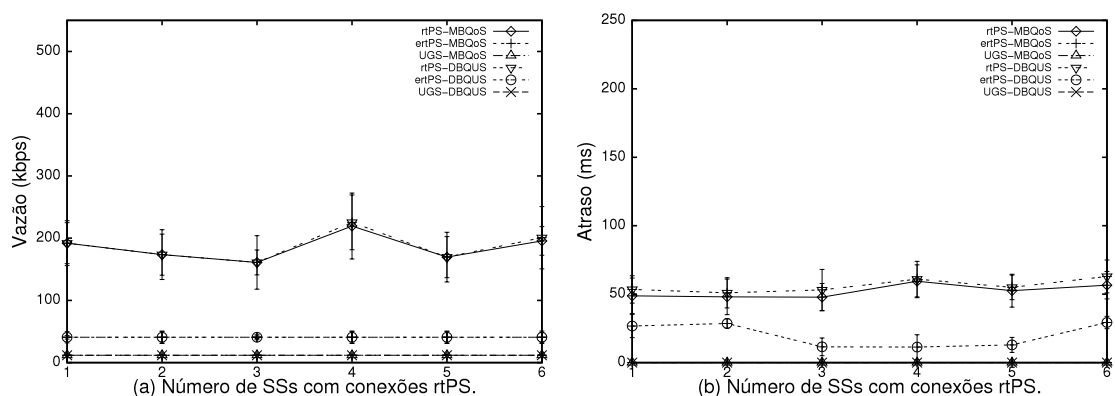 500
400
300
200
100
0
Vazão (kbps)
rtPS-MBQoS
ertPS-MBQoS
UGS-MBQoS
rtPS-DBQUS
ertPS-DBQUS
UGS-DBQUS
1 2 3 4 5 6
(a) Número de SSs com conexões rtPS.
250
200
150
100
50
0
Atraso (ms)
rtPS-MBQoS
ertPS-MBQoS
UGS-MBQoS
rtPS-DBQUS
ertPS-DBQUS
UGS-DBQUS
1 2 3 4 5 6
(b) Número de SSs com conexões rtPS.